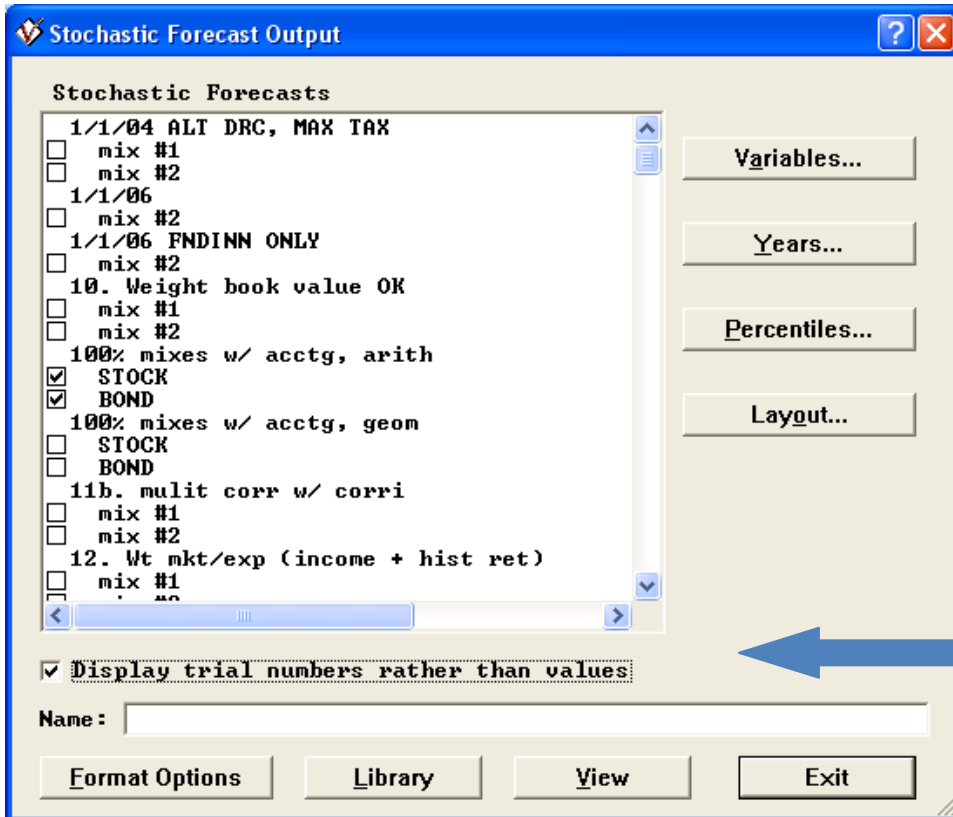 Stochastic Forecast Output
Stochastic Forecasts
1/1/04 ALT DRC, MAX TAX
mix #1
mix #2
1/1/06
mix #2
1/1/06 FNDINN ONLY
mix #2
10. Weight book value OK
mix #1
mix #2
100% mixes w/ acctg, arith
STOCK
BOND
100% mixes w/ acctg, geom
STOCK
BOND
11b. mulit corr w/ corri
mix #1
mix #2
12. Wt mkt/exp (income + hist ret)
mix #1
Variables...
Years...
Percentiles...
Layout...
Display trial numbers rather than values
Name:
Format Options
Library
View
Exit